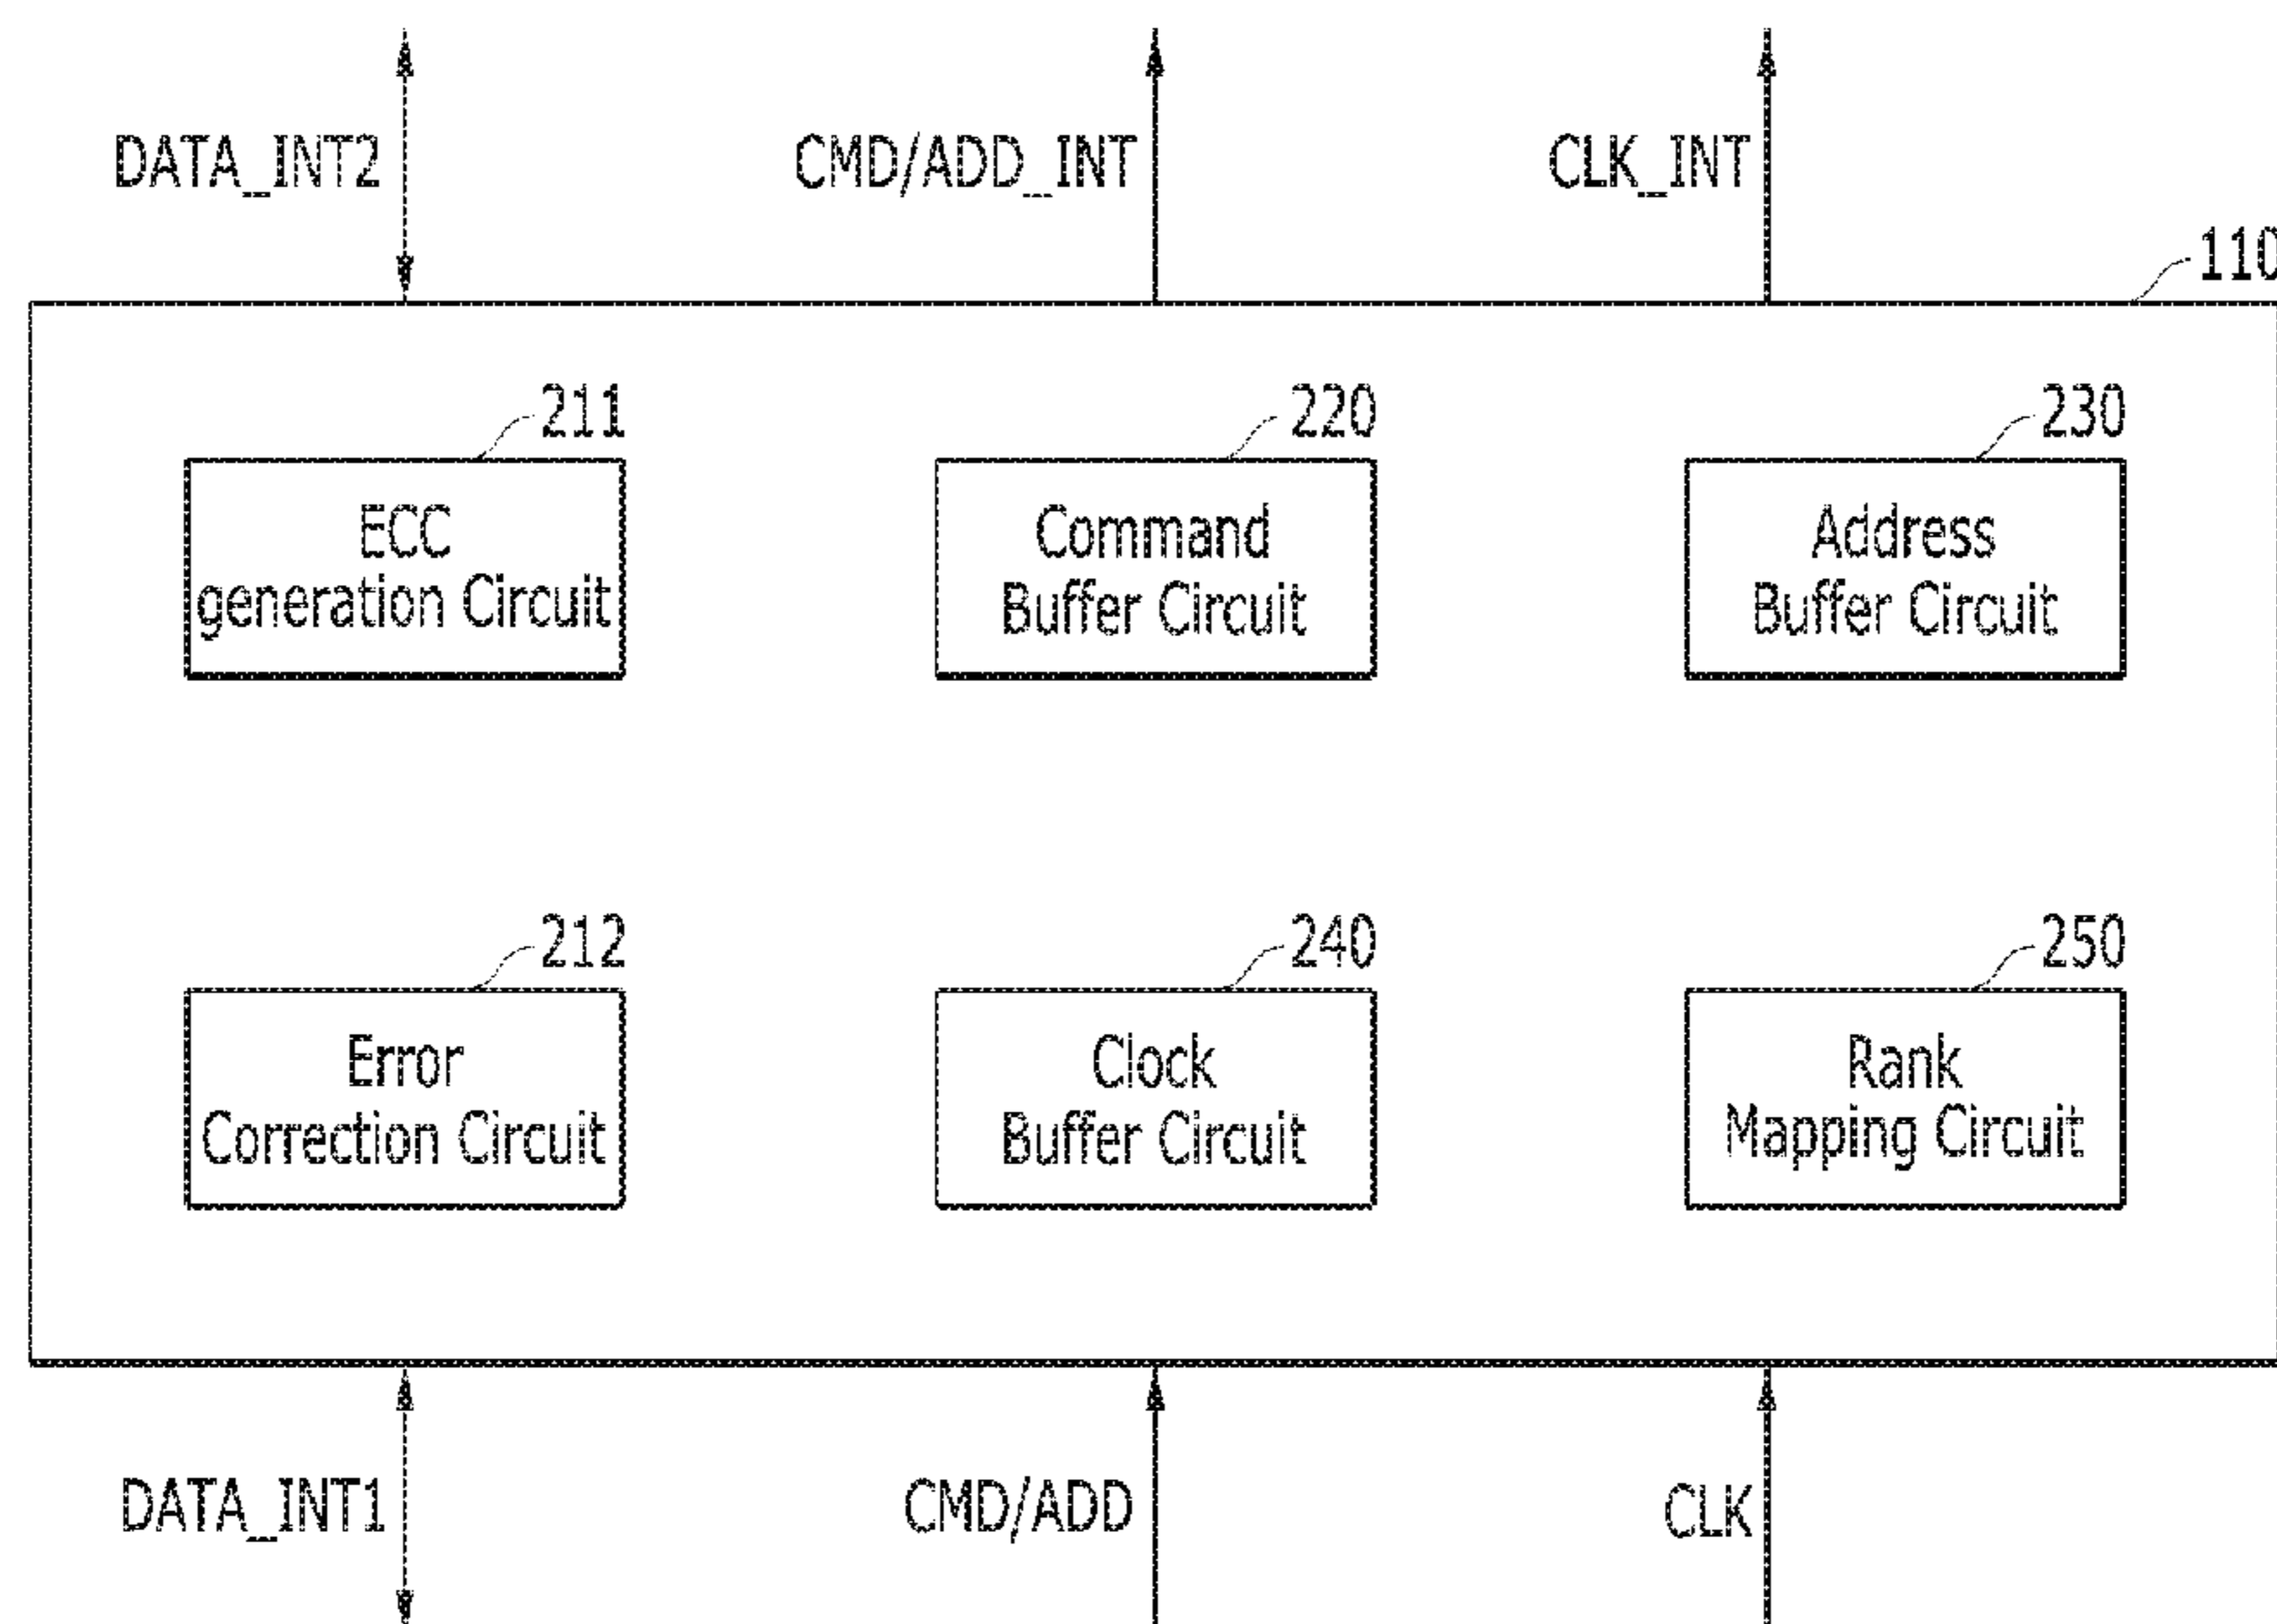 DATA_INT2
CMD/ADD_INT
CLK_INT
110
211
220
230
ECC
generation Circuit
Command
Buffer Circuit
Address
Buffer Circuit
212
240
250
Error
Correction Circuit
Clock
Buffer Circuit
Rank
Mapping Circuit
DATA_INT1
CMD/ADD
CLK